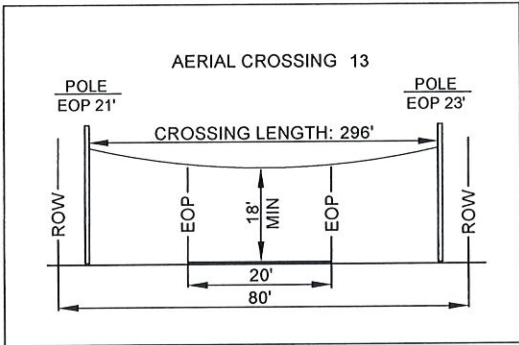 AERIAL CROSSING 13
POLE
EOP 21'
POLE
EOP 23'
CROSSING LENGTH: 296'
ROW
EOP
18'
MIN
EOP
ROW
20'
80'